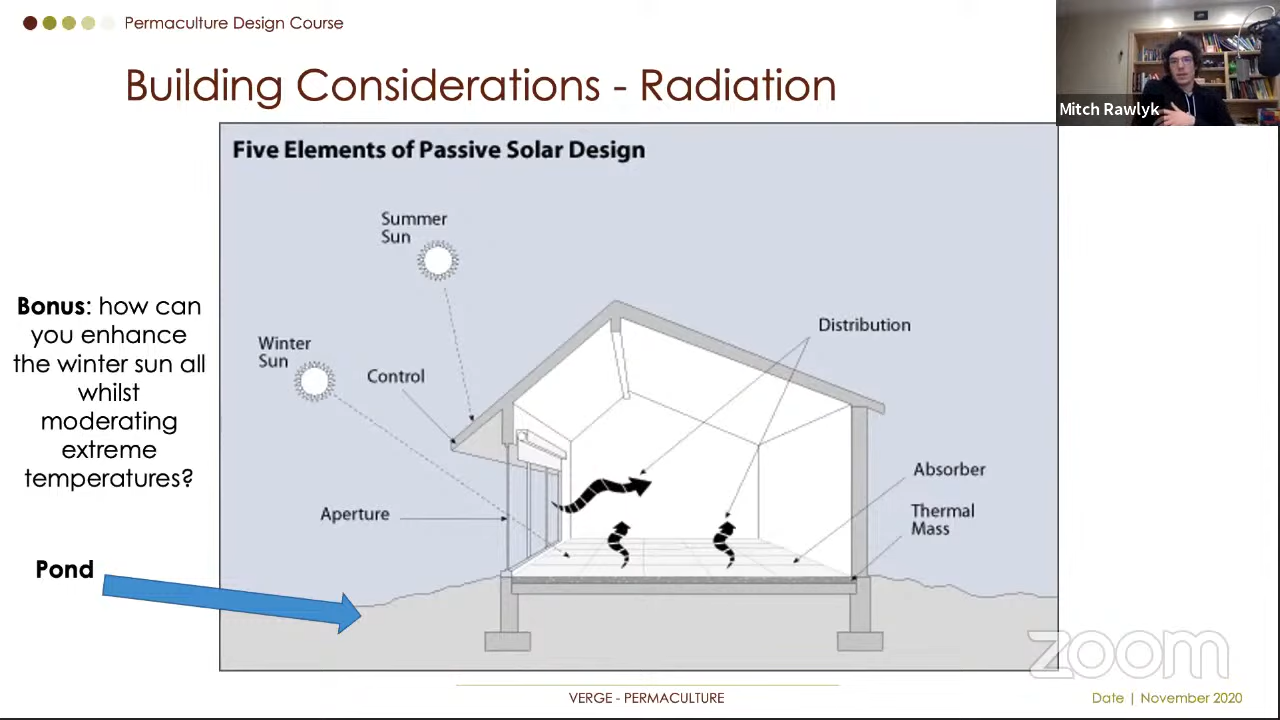 Permaculture Design Course
Building Considerations - Radiation
Mitch Rawlyk
Five Elements of Passive Solar Design
Summer
Sun
Winter
Sun
Control
Distribution
Bonus: how can
you enhance
the winter sun all
whilst
moderating
extreme
temperatures?
Absorber
Aperture
Thermal
Mass
Pond
zoom
VERGE - PERMACULTURE
Date | November 2020